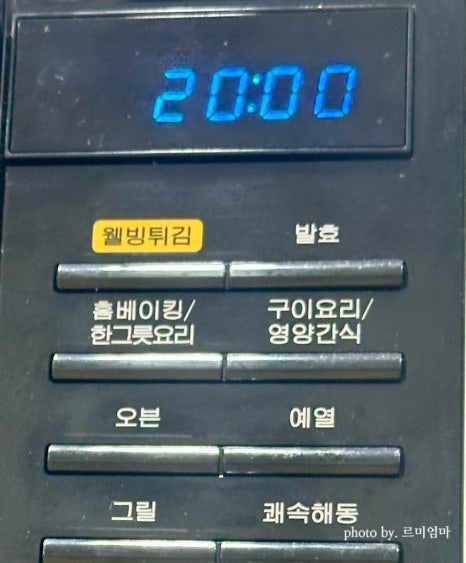 20:00
웰빙튀김 발효
홈베이킹/ 구이요리/
한그릇요리 영양간식
오븐 예열
그릴 쾌속해동
photo by. 르미엄마